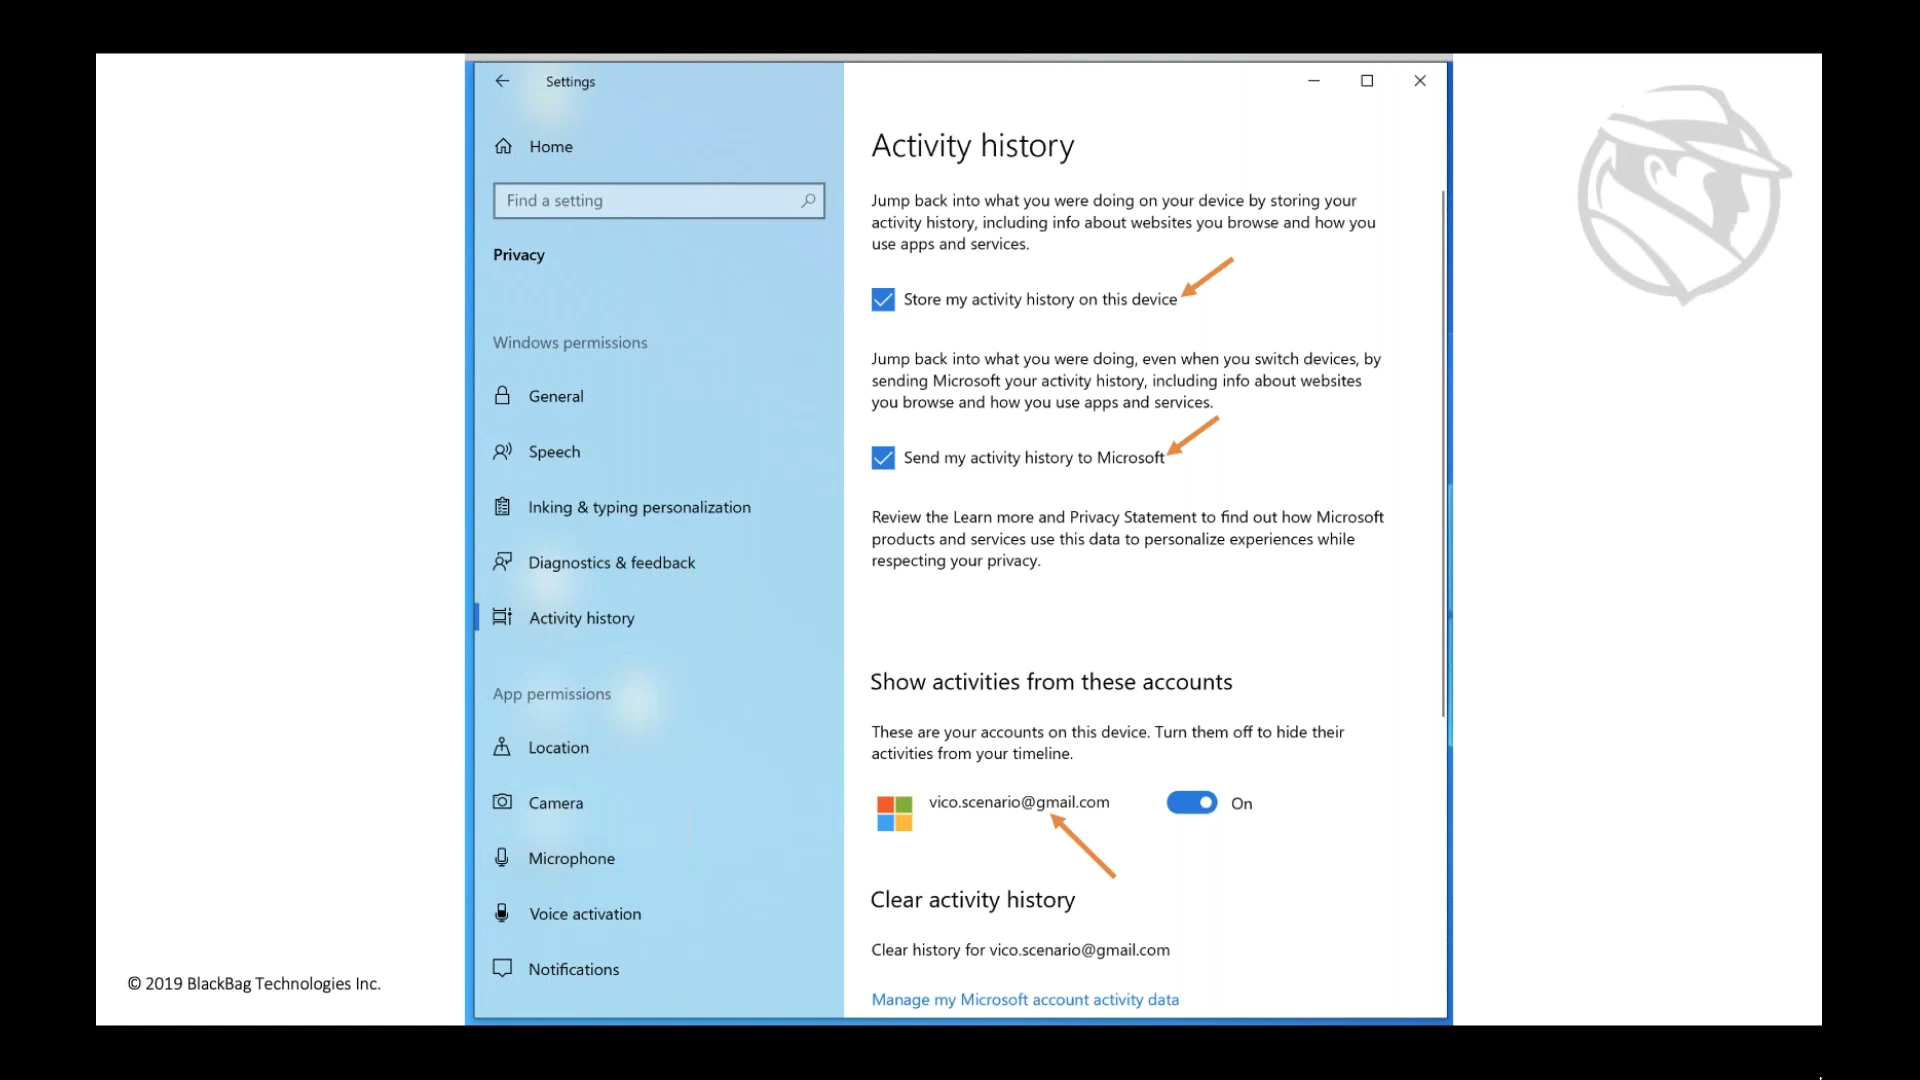 Settings
Home
Find a setting
Privacy
Windows permissions
General
Speech
Inking & typing personalization
Diagnostics & feedback
Activity history
App permissions
Location
Camera
Microphone
Voice activation
Notifications
Activity history
Jump back into what you were doing on your device by storing your
activity history, including info about websites you browse and how you
use apps and services.
Store my activity history on this device
Jump back into what you were doing, even when you switch devices, by
sending Microsoft your activity history, including info about websites
you browse and how you use apps and services.
Send my activity history to Microsoft
Review the Learn more and Privacy Statement to find out how Microsoft
products and services use this data to personalize experiences while
respecting your privacy.
Show activities from these accounts
These are your accounts on this device. Turn them off to hide their
activities from your timeline.
vico.scenario@gmail.com
On
Clear activity history
Clear history for vico.scenario@gmail.com
Manage my Microsoft account activity data
© 2019 BlackBag Technologies Inc.